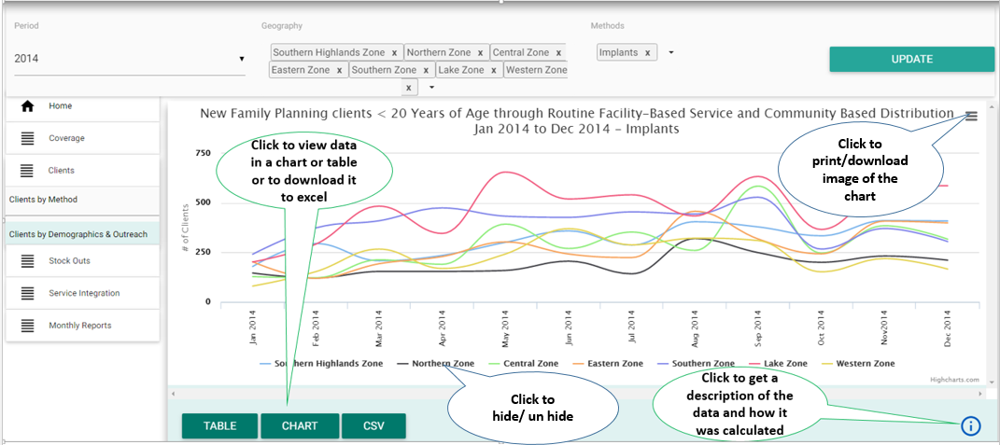 Period
Geography
Methods
2014
Southern Highlands Zone x Northern Zone x Central Zone x
Eastern Zone x Southern Zone x Lake Zone x Western Zone
x
Implants x
UPDATE
Home
Coverage
Clients
Clients by Method
Clients by Demographics & Outreach
Stock Outs
Service Integration
Monthly Reports
New Family Planning clients < 20 Years of Age through Routine Facility-Based Service and Community Based Distribution
Jan 2014 to Dec 2014 – Implants
Click to view data
in a chart or table
or to download it
to excel
Click to
print/download
image of the
chart
# of Clients
750
500
250
0
Jan 2014
Feb 2014
Mar 2014
Apr 2014
May 2014
Jun 2014
Jul 2014
Aug 2014
Sep 2014
Oct 2014
Nov2014
Dec 2014
Southern Highlands Zone
Northern Zone
Central Zone
Eastern Zone
Southern Zone
Lake Zone
Western Zone
Highcharts.com
Click to
hide/ un hide
Click to get a
description of the
data and how it
was calculated
TABLE
CHART
CSV
i